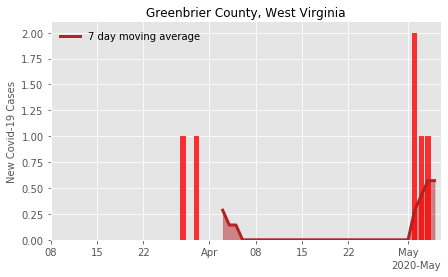 Greenbrier County, West Virginia
7 day moving average
New Covid-19 Cases
2.00
1.75
1.50
1.25
1.00
0.75
0.50
0.25
0.00
08 15 22 Apr 08 15 22 May
2020-May